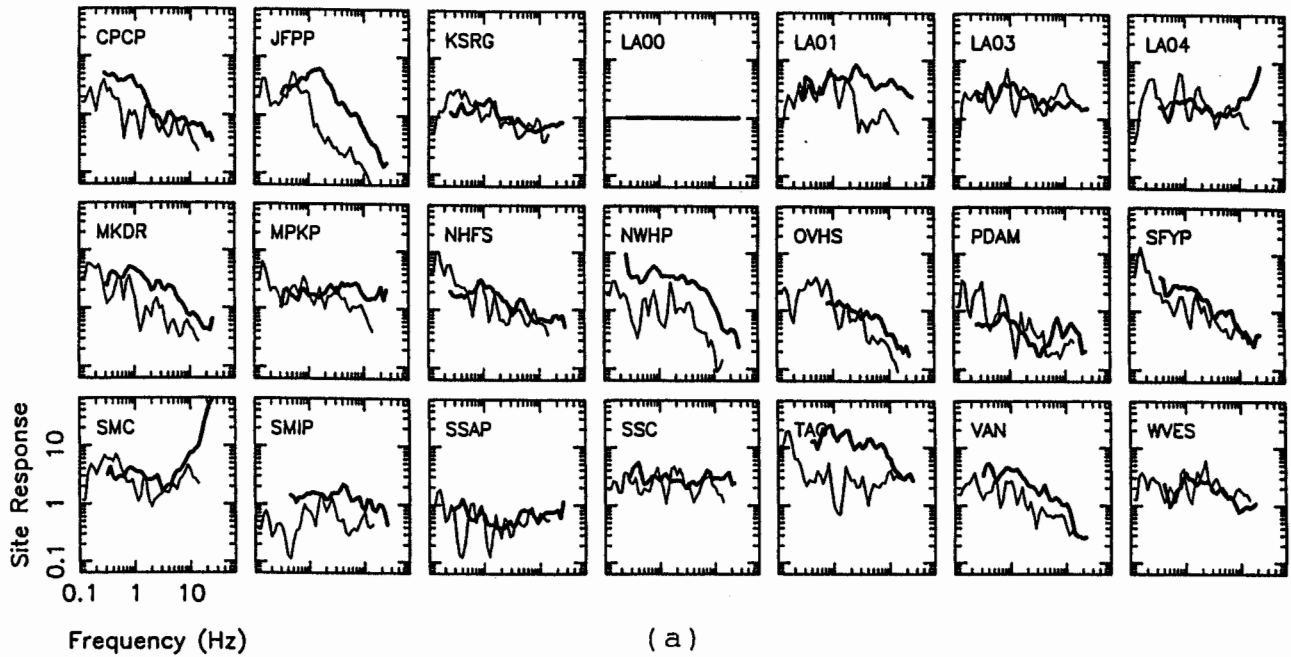 CPCP
JFPP
KSRG
LA00
LA01
LA03
LA04
MKDR
MPKP
NHFS
NWHP
OVHS
PDAM
SFYP
SMC
SMIP
SSAP
SSC
TAO
VAN
WVES
Site Response
10
1
0.1
0.1 1 10
Frequency (Hz)
(a)